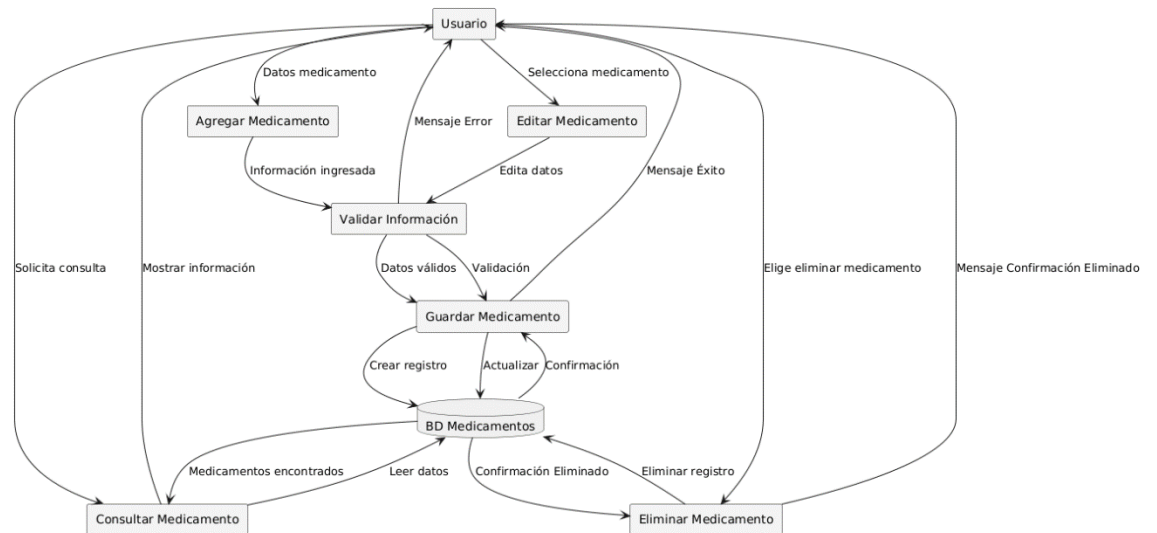 Usuario
Datos medicamento
Selecciona medicamento
Agregar Medicamento
Mensaje Error
Editar Medicamento
Información ingresada
Edita datos
Mensaje Éxito
Validar Información
Solicita consulta
Mostrar información
Datos válidos
Validación
Elige eliminar medicamento
Mensaje Confirmación Eliminado
Guardar Medicamento
Crear registro
Actualizar
Confirmación
BD Medicamentos
Medicamentos encontrados
Leer datos
Confirmación Eliminado
Eliminar registro
Consultar Medicamento
Eliminar Medicamento